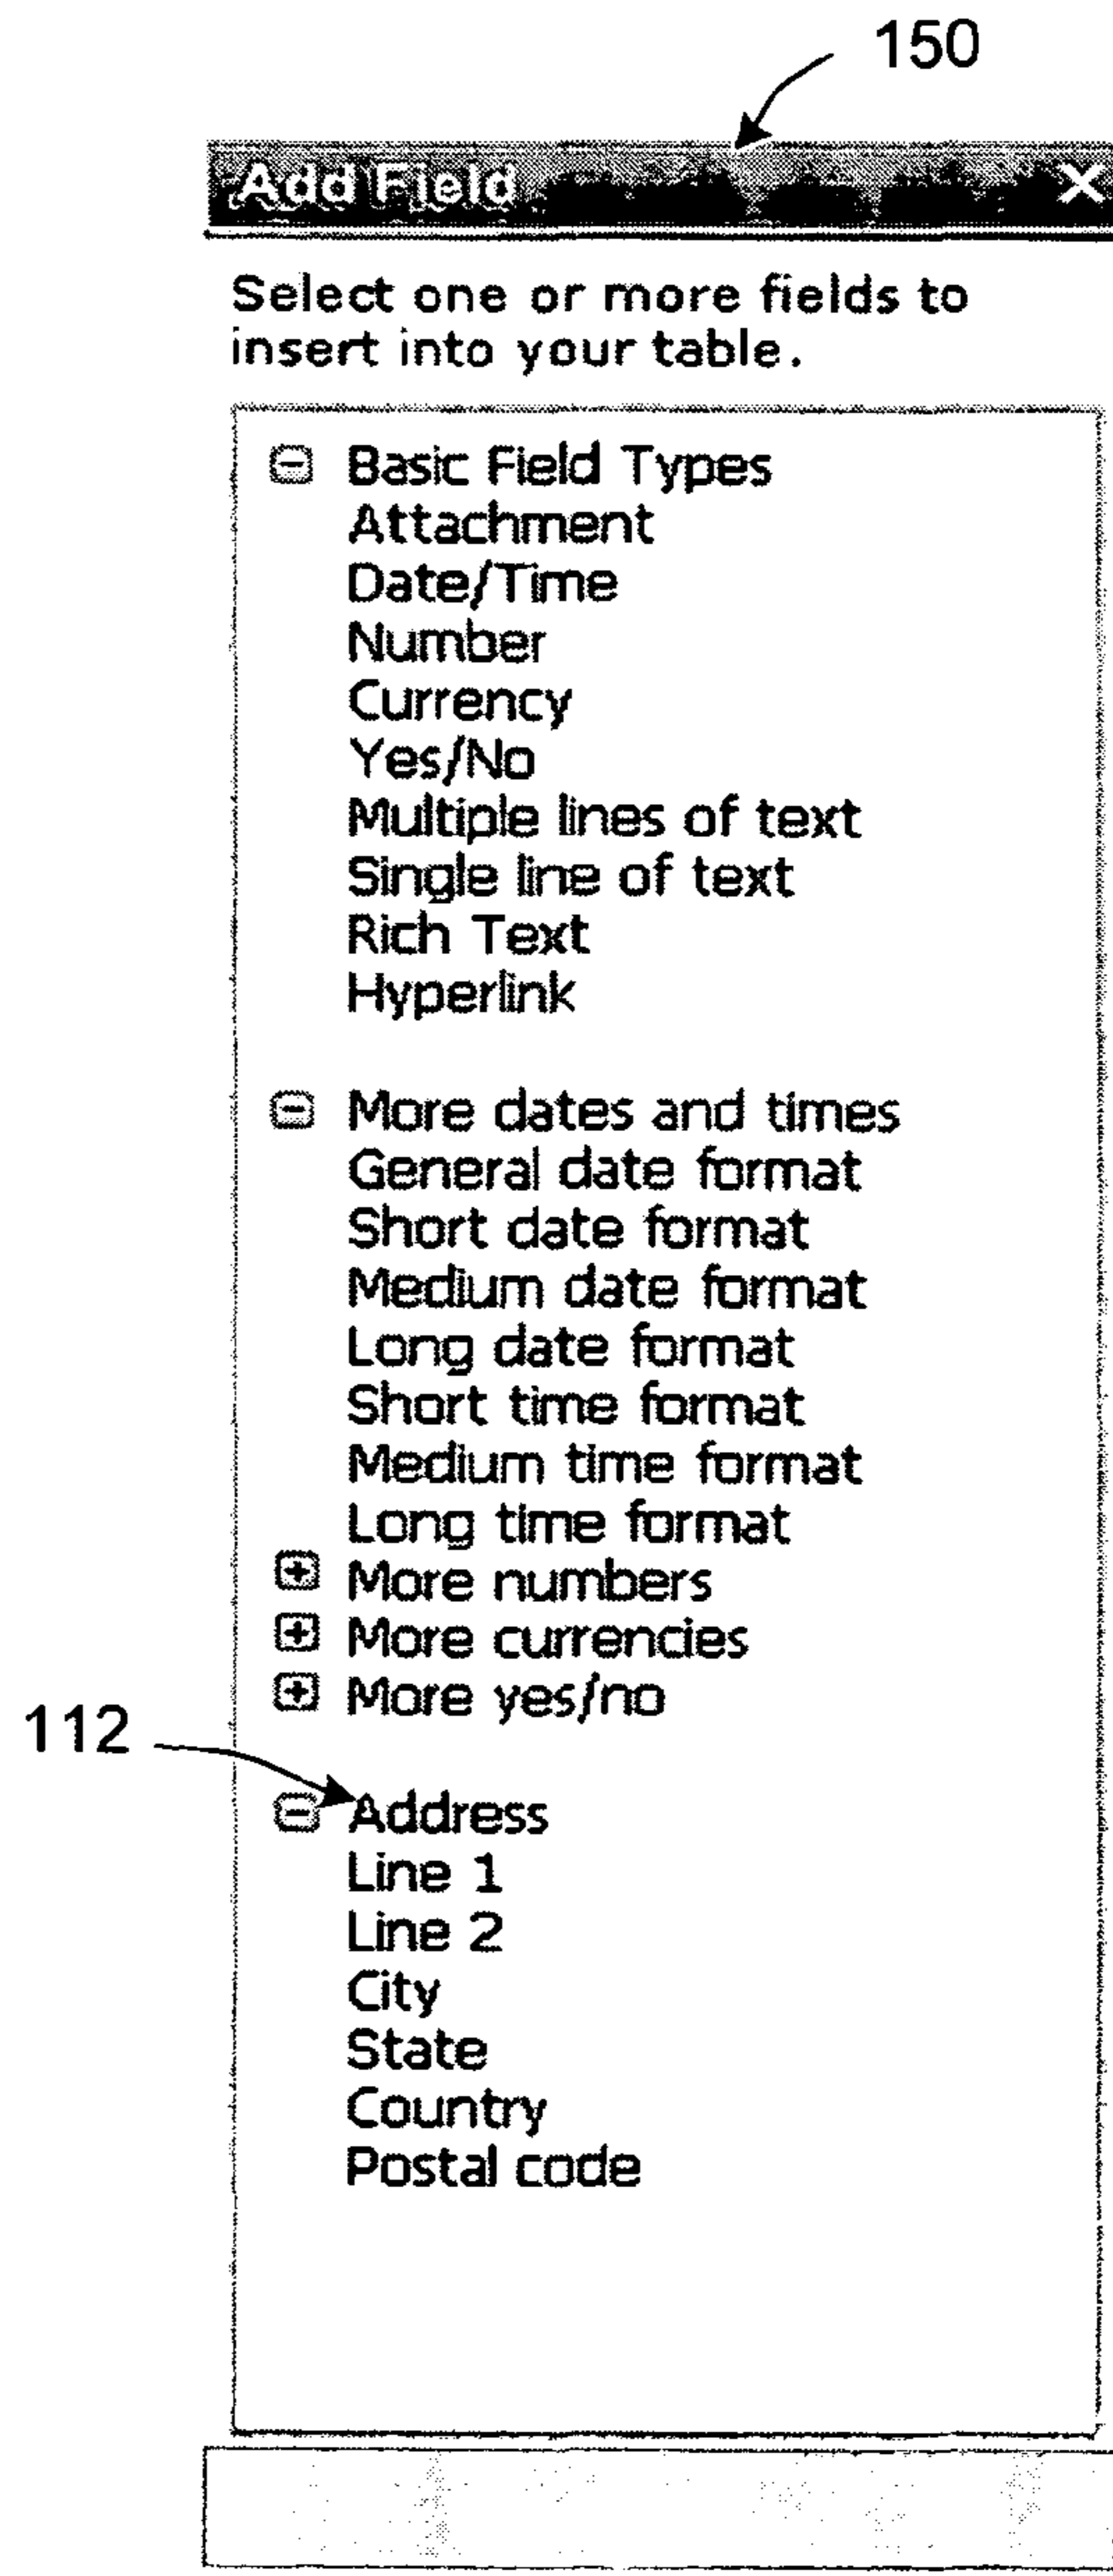 150
Add Field X
Select one or more fields to
insert into your table.
Basic Field Types
Attachment
Date/Time
Number
Currency
Yes/No
Multiple lines of text
Single line of text
Rich Text
Hyperlink
More dates and times
General date format
Short date format
Medium date format
Long date format
Short time format
Medium time format
Long time format
More numbers
More currencies
More yes/no
112
Address
Line 1
Line 2
City
State
Country
Postal code